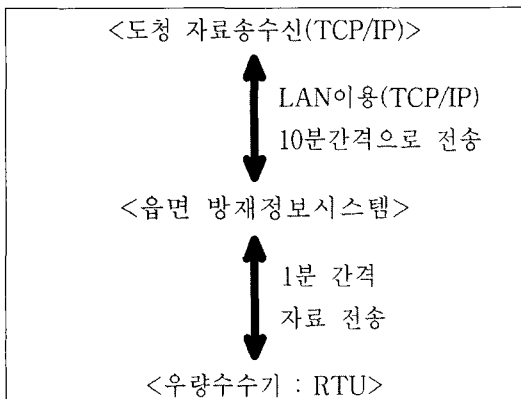 <도청 자료송수신(TCP/IP)>
LAN이용(TCP/IP)
10분간격으로 전송
<읍면 방재정보시스템>
1분 간격
자료 전송
<우량수수기 : RTU>